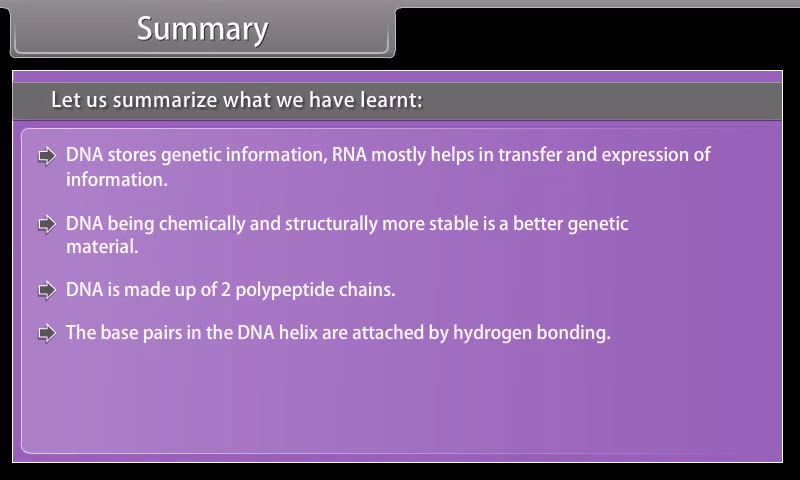 Summary
Let us summarize what we have learnt:
DNA stores genetic information, RNA mostly helps in transfer and expression of
information.
DNA being chemically and structurally more stable is a better genetic
material.
DNA is made up of 2 polypeptide chains.
The base pairs in the DNA helix are attached by hydrogen bonding.